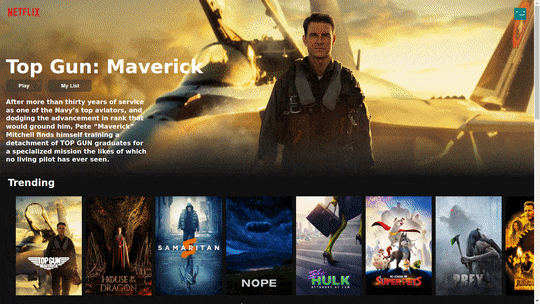 NETFLIX
Top Gun: Maverick
Play
My List
After more than thirty years of service
as one of the Navy's top aviators, and
dodging the advancement in rank that
would ground him, Pete “Maverick”
Mitchell finds himself training a
detachment of TOP GUN graduates for
a specialized mission the likes of which
no living pilot has ever seen.
Trending
TOP GUN
MAVERICK
HOUSE OF THE
DRAGON
SAMARITAN
NOPE
SHE
HULK
ATTORNEY AT LAW
SUPER-PETS
PREY